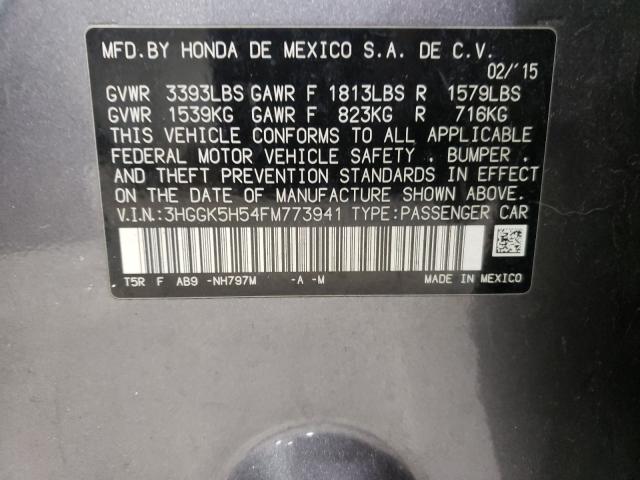 MFD.BY HONDA DE MEXICO S.A. DE C.V.
02/'15
GVWR 3393LBS GAWR F 1813LBS R 1579LBS
GVWR 1539KG GAWR F 823KG R 716KG
THIS VEHICLE CONFORMS TO ALL APPLICABLE
FEDERAL MOTOR VEHICLE SAFETY . BUMPER .
AND THEFT PREVENTION STANDARDS IN EFFECT
ON THE DATE OF MANUFACTURE SHOWN ABOVE.
V.I.N.:3HGGK5H54FM773941 TYPE:PASSENGER CAR
T5R F AB9 -NH797M -A -M MADE IN MEXICO